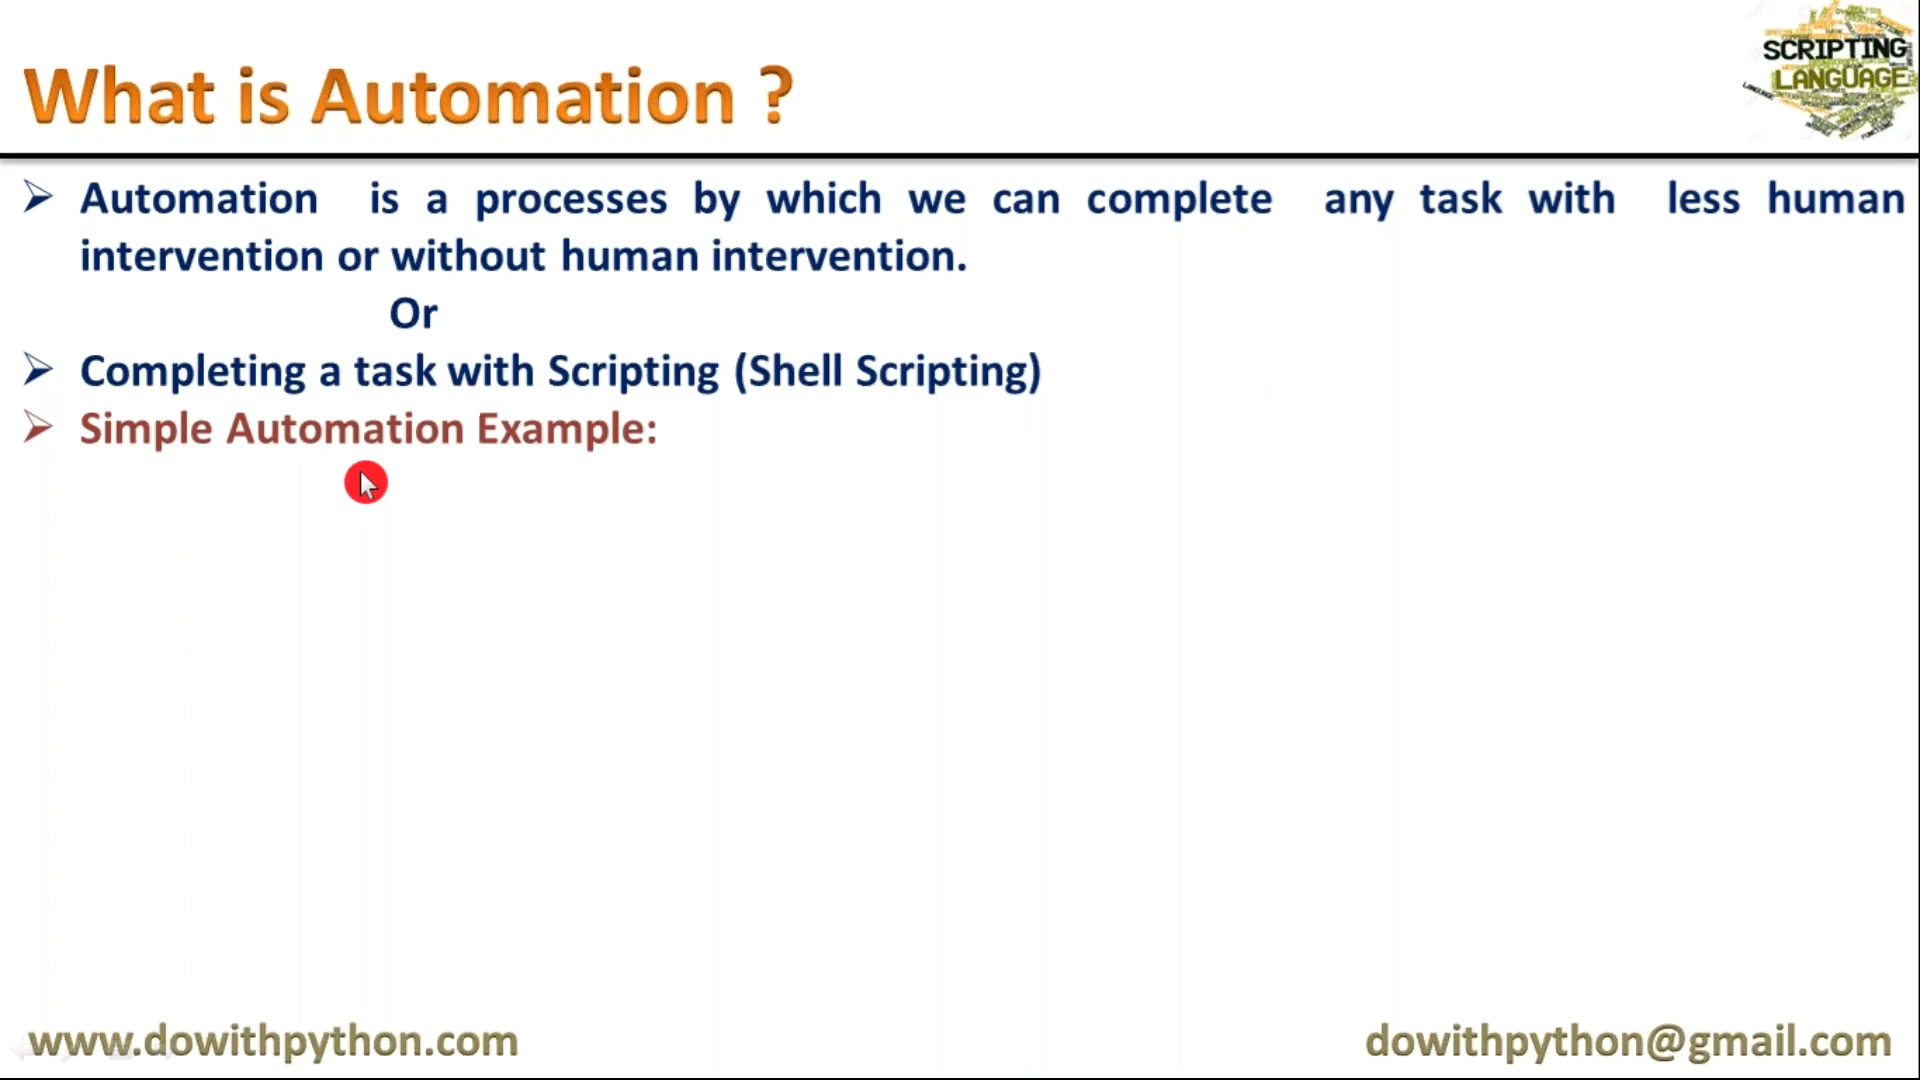 What is Automation ?
SCRIPTING
LANGUAGE
➢ Automation is a processes by which we can complete any task with less human
intervention or without human intervention.
Or
➢ Completing a task with Scripting (Shell Scripting)
➢ Simple Automation Example:
www.dowithpython.com
dowithpython@gmail.com